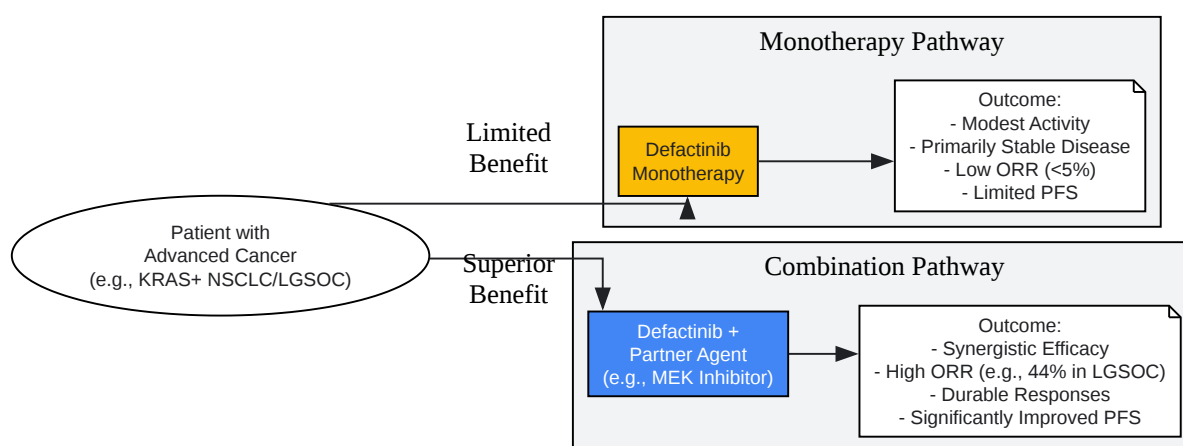 Monotherapy Pathway
Outcome:
- Modest Activity
- Primarily Stable Disease
- Low ORR (<5%)
- Limited PFS
Limited
Benefit
Defactinib
Monotherapy
Patient with
Advanced Cancer
(e.g., KRAS+ NSCLC/LGSOC)
Superior
Benefit
Combination Pathway
Defactinib +
Partner Agent
(e.g., MEK Inhibitor)
Outcome:
- Synergistic Efficacy
- High ORR (e.g., 44% in LGSOC)
- Durable Responses
- Significantly Improved PFS